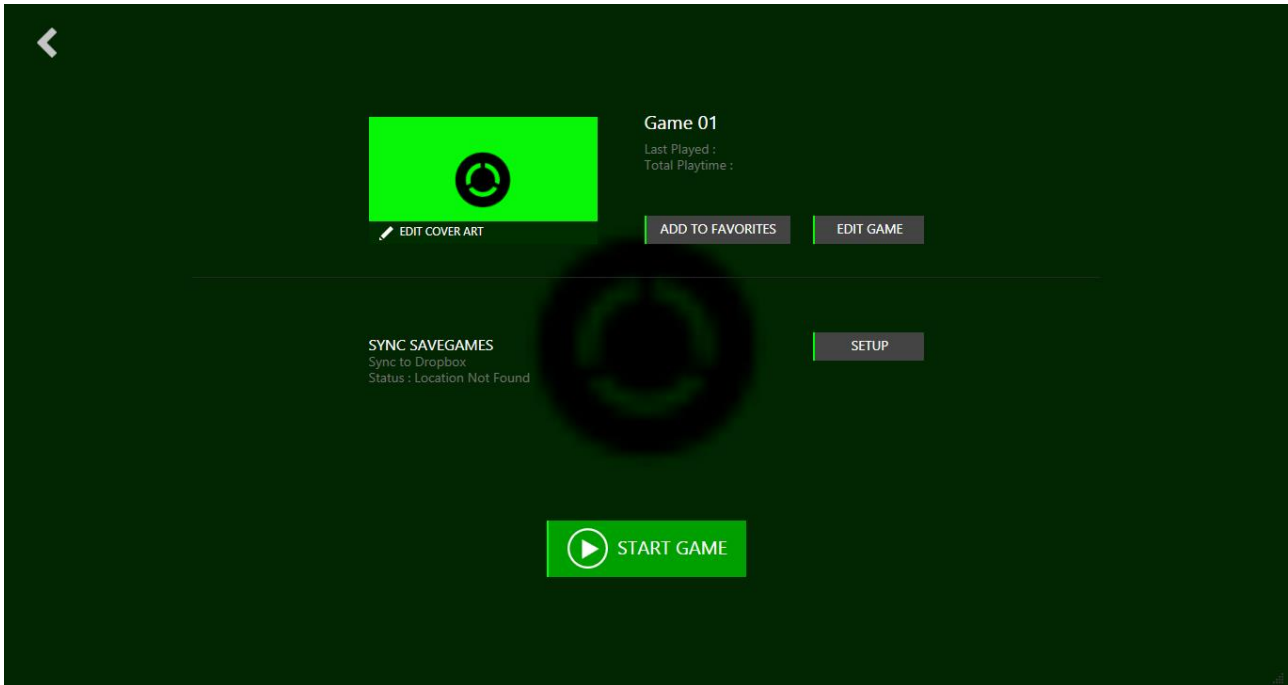 Game 01
Last Played :
Total Playtime :
EDIT COVER ART
ADD TO FAVORITES
EDIT GAME
SYNC SAVEGAMES
Sync to Dropbox
Status : Location Not Found
SETUP
START GAME